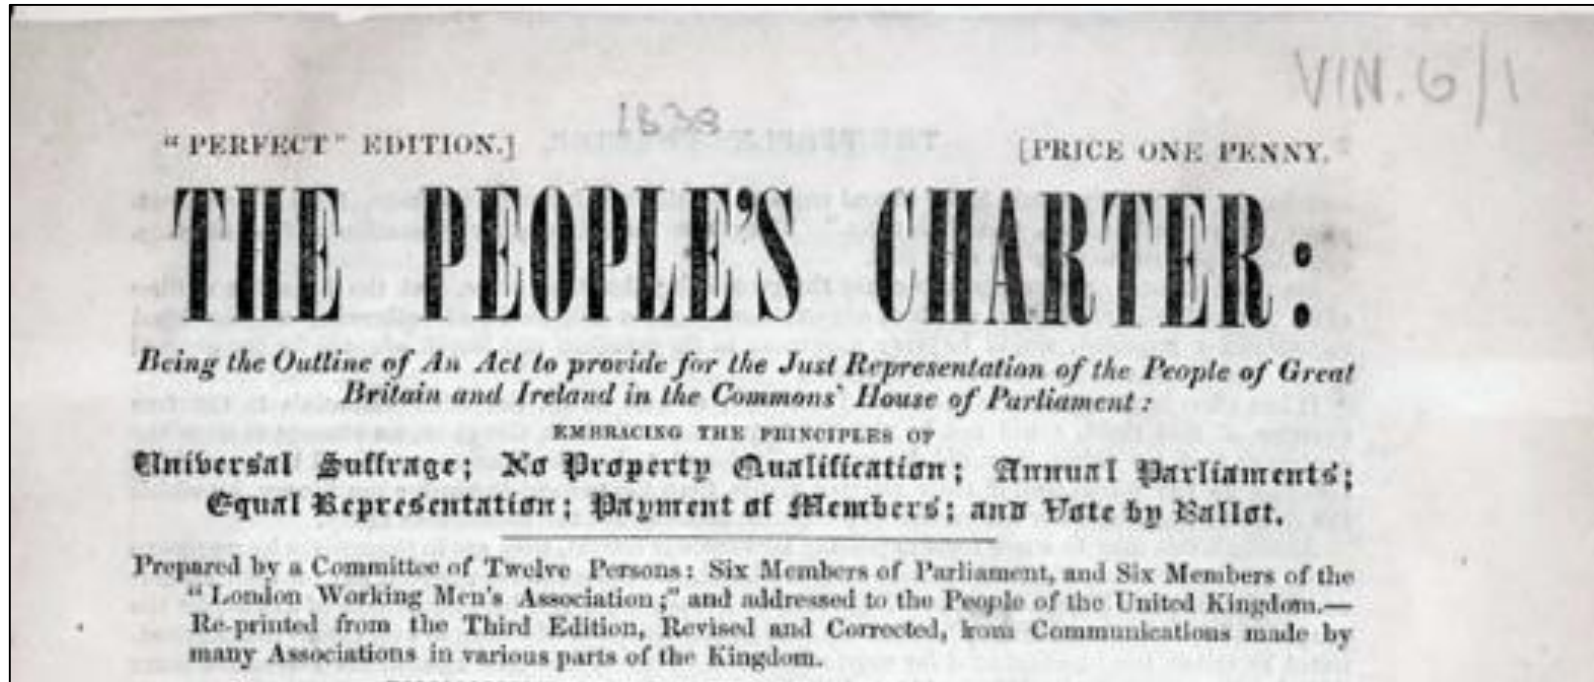 VIN. 6/1
1838
"PERFECT" EDITION.]
[PRICE ONE PENNY.
THE PEOPLE'S CHARTER:
Being the Outline of An Act to provide for the Just Representation of the People of Great
Britain and Ireland in the Commons' House of Parliament:
EMBRACING THE PRINCIPLES OF
Universal Suffrage; No Property Qualification; Annual Parliaments;
Equal Representation; Payment of Members; and Vote by Ballot.
Prepared by a Committee of Twelve Persons: Six Members of Parliament, and Six Members of the
"London Working Men's Association;" and addressed to the People of the United Kingdom.—
Re-printed from the Third Edition, Revised and Corrected, from Communications made by
many Associations in various parts of the Kingdom.